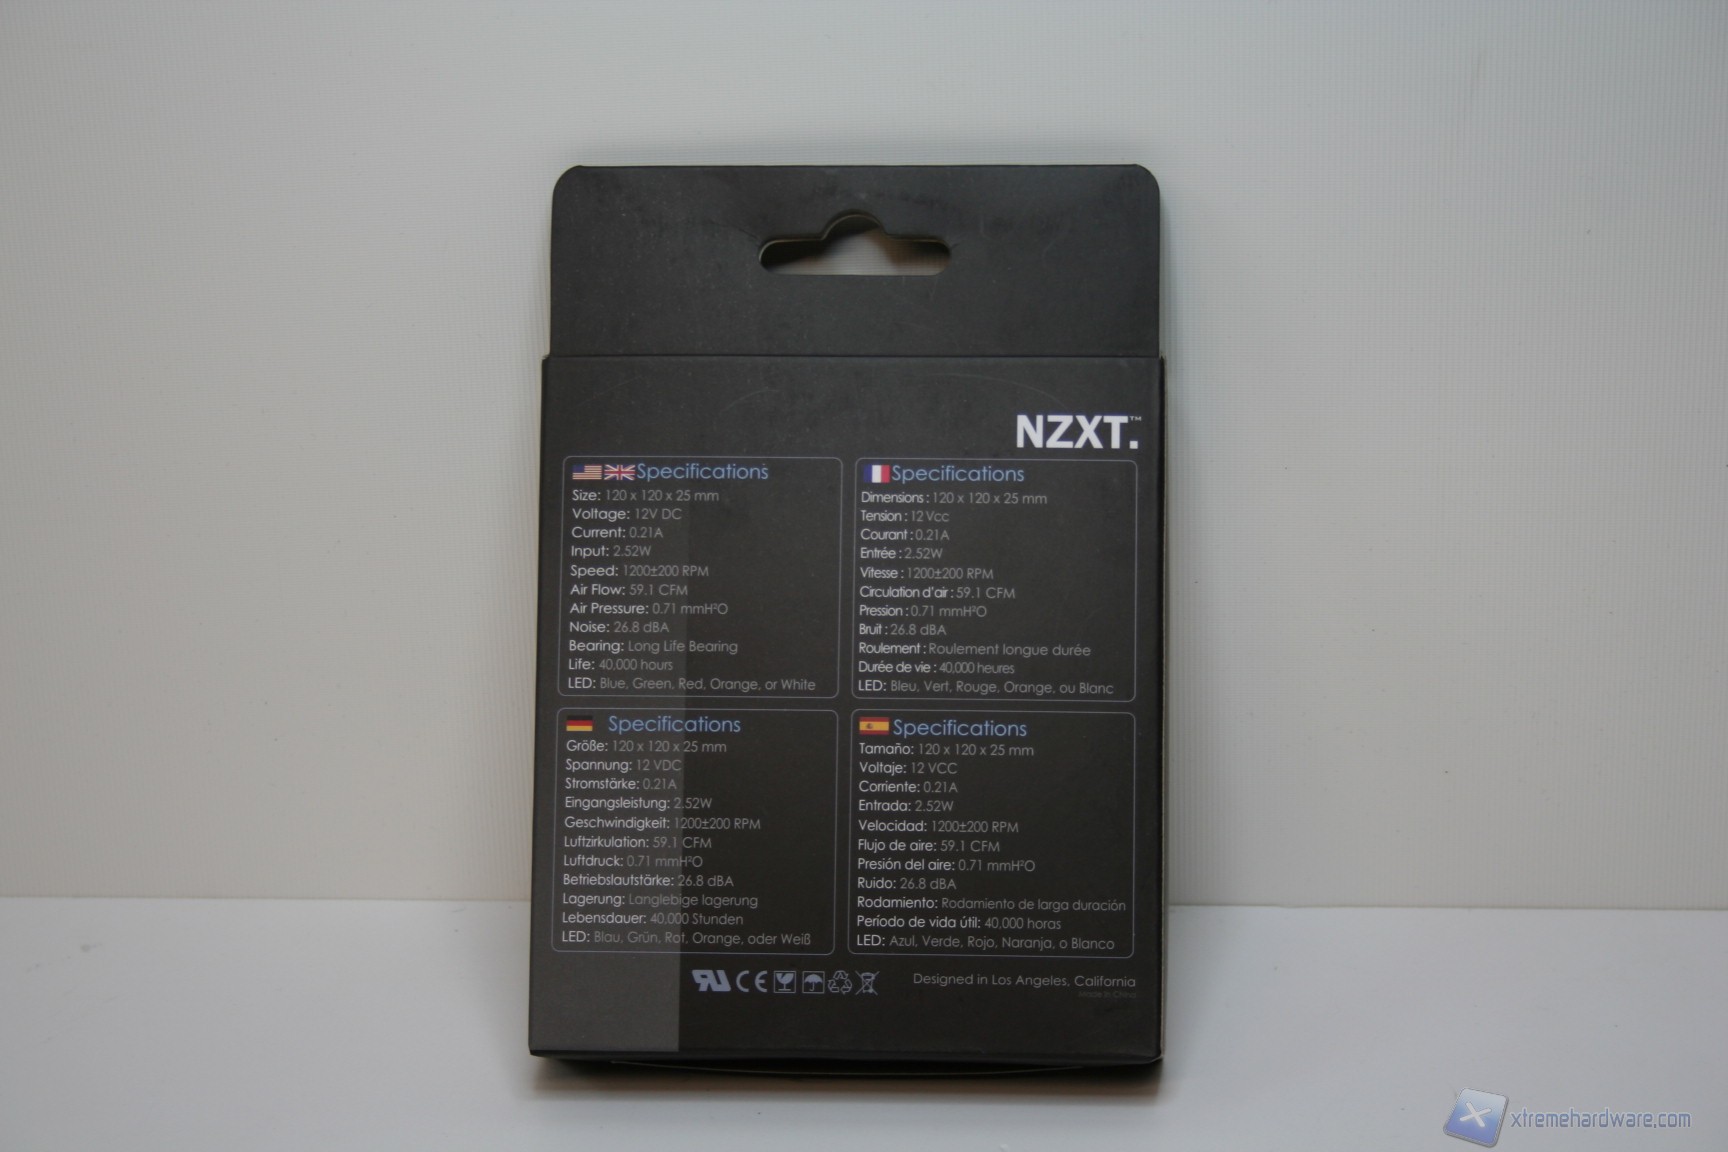 NZXT.™
Specifications
Size: 120 x 120 x 25 mm
Voltage: 12V DC
Current: 0.21A
Input: 2.52W
Speed: 1200±200 RPM
Air Flow: 59.1 CFM
Air Pressure: 0.71 mmH²O
Noise: 26.8 dBA
Bearing: Long Life Bearing
Life: 40,000 hours
LED: Blue, Green, Red, Orange, or White
Specifications
Dimensions : 120 x 120 x 25 mm
Tension : 12 Vcc
Courant : 0.21A
Entrée : 2.52W
Vitesse : 1200±200 RPM
Circulation d'air : 59.1 CFM
Pression : 0.71 mmH²O
Bruit : 26.8 dBA
Roulement : Roulement longue durée
Durée de vie : 40,000 heures
LED: Bleu, Vert, Rouge, Orange, ou Blanc
Specifications
Größe: 120 x 120 x 25 mm
Spannung: 12 VDC
Stromstärke: 0.21A
Eingangsleistung: 2.52W
Geschwindigkeit: 1200±200 RPM
Luftzirkulation: 59.1 CFM
Luftdruck: 0.71 mmH²O
Betriebslautstärke: 26.8 dBA
Lagerung: Langlebige lagerung
Lebensdauer: 40,000 Stunden
LED: Blau, Grün, Rot, Orange, oder Weiß
Specifications
Tamaño: 120 x 120 x 25 mm
Voltaje: 12 VCC
Corriente: 0.21A
Entrada: 2.52W
Velocidad: 1200±200 RPM
Flujo de aire: 59.1 CFM
Presión del aire: 0.71 mmH²O
Ruido: 26.8 dBA
Rodamiento: Rodamiento de larga duración
Período de vida útil: 40,000 horas
LED: Azul, Verde, Rojo, Naranja, o Blanco
CE
Designed in Los Angeles, California
Made In China
xtremehardware.com